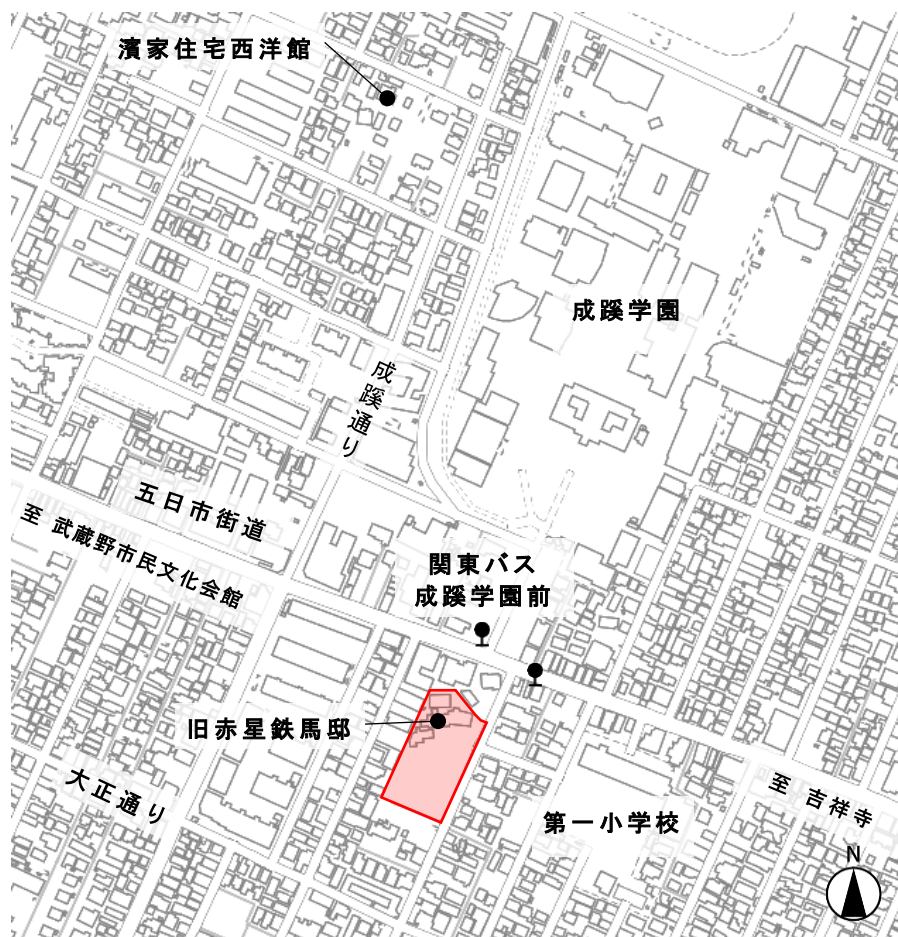 濱家住宅西洋館
成蹊学園
成蹊通り
五日市街道
至 武蔵野市民文化会館
関東バス
成蹊学園前
旧赤星鉄馬邸
大正通り
第一小学校
至 吉祥寺
N